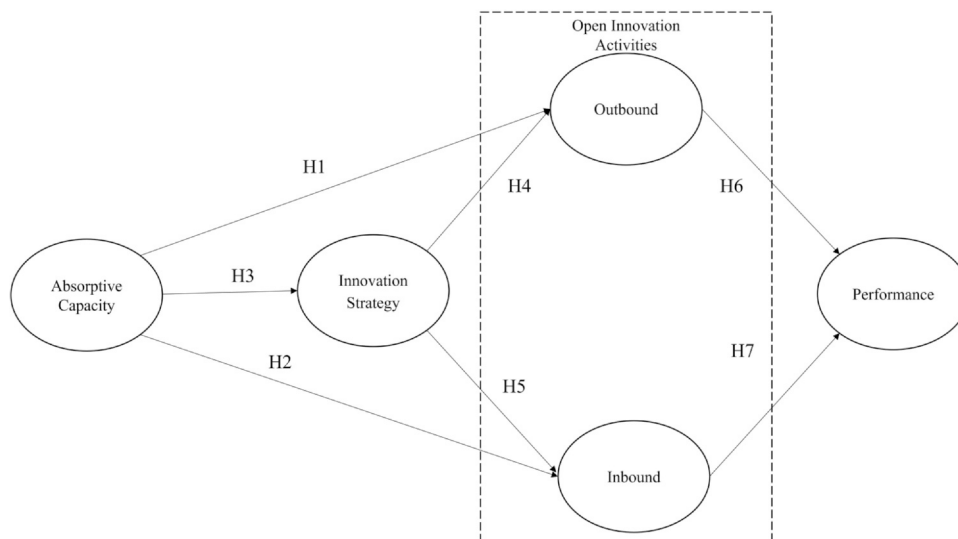 Open Innovation
Activities
Outbound
H1
H4
H6
Absorptive
Capacity
H3
Innovation
Strategy
Performance
H2
H5
H7
Inbound